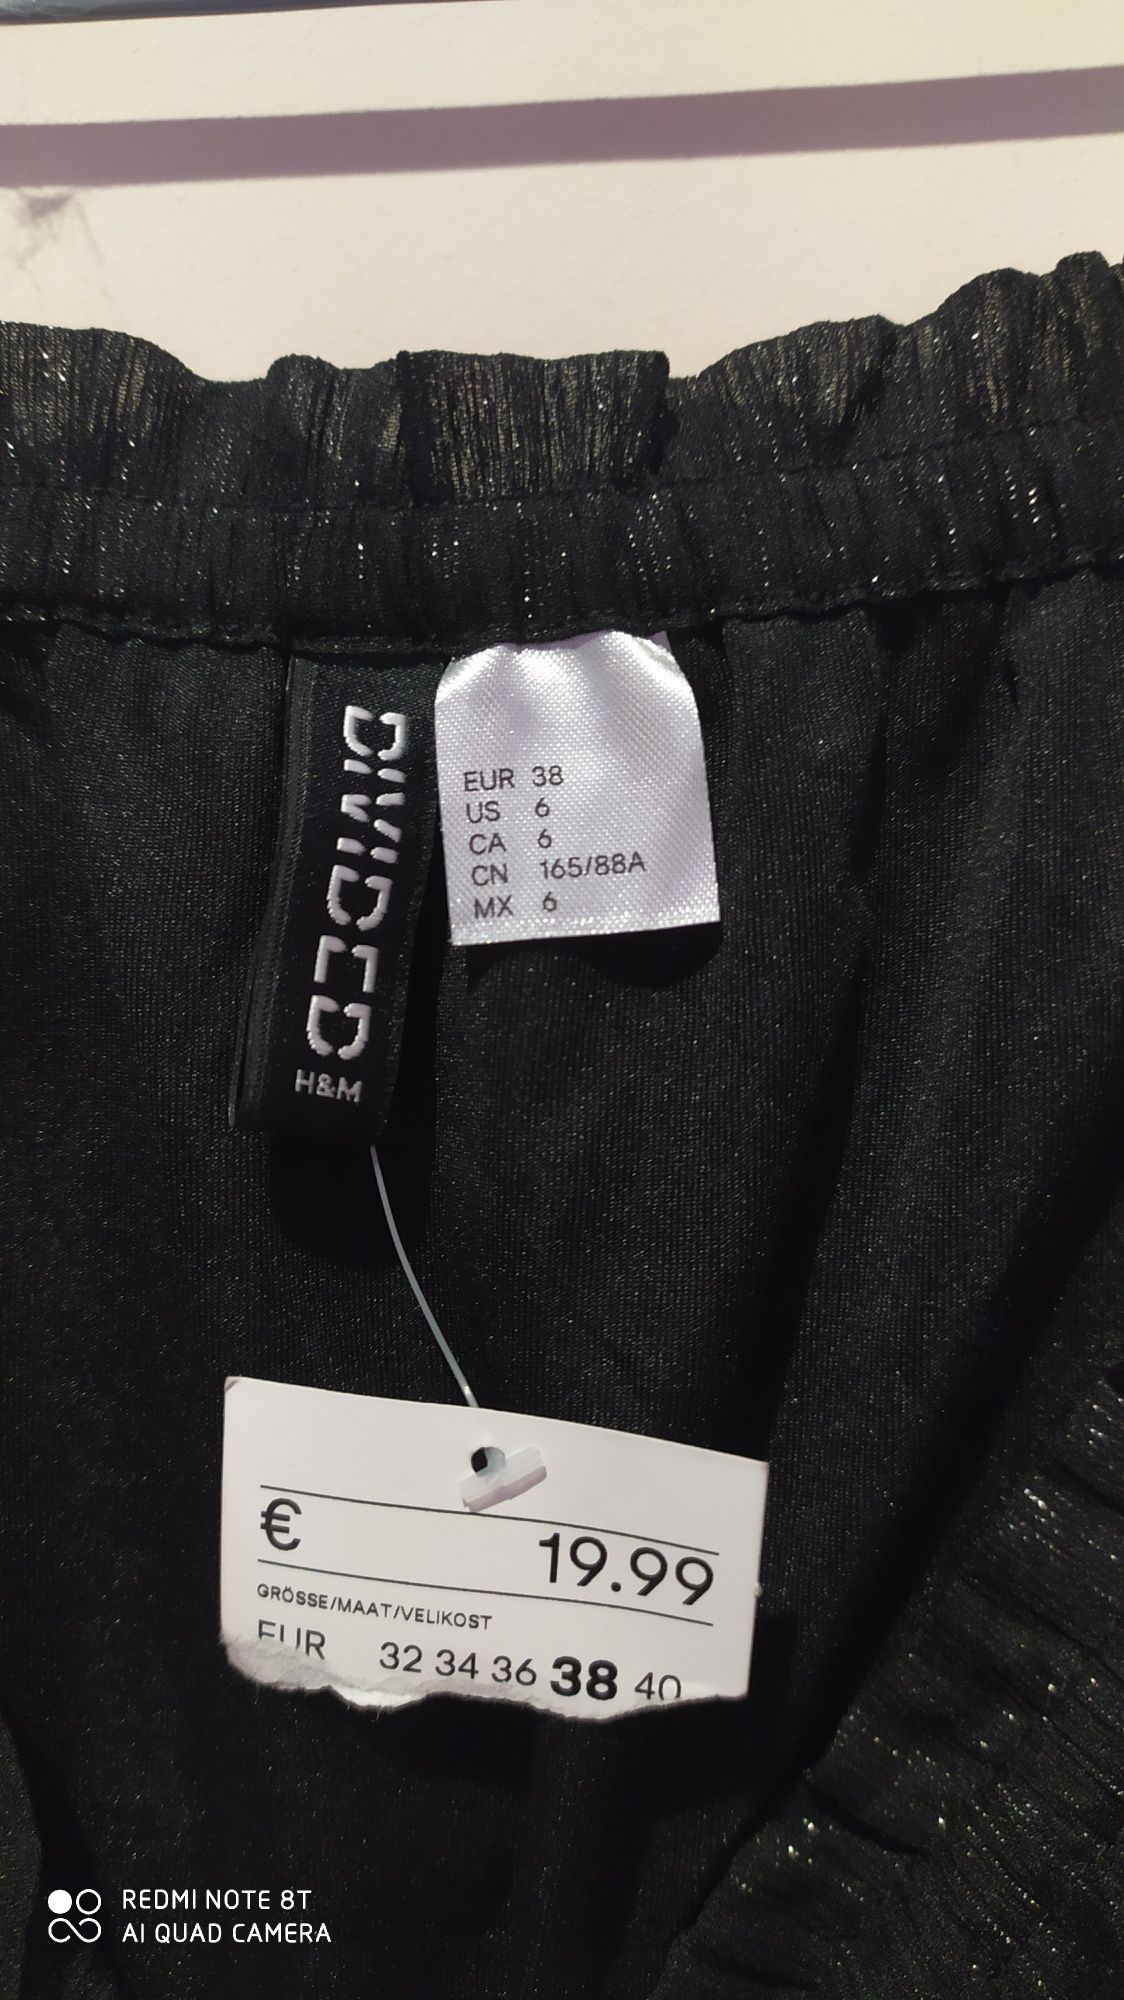 DIVIDED
H&M
EUR 38
US 6
CA 6
CN 165/88A
MX 6
€ 19.99
GRÖSSE/MAAT/VELIKOST
EUR 32 34 36 38 40
REDMI NOTE 8T
AI QUAD CAMERA